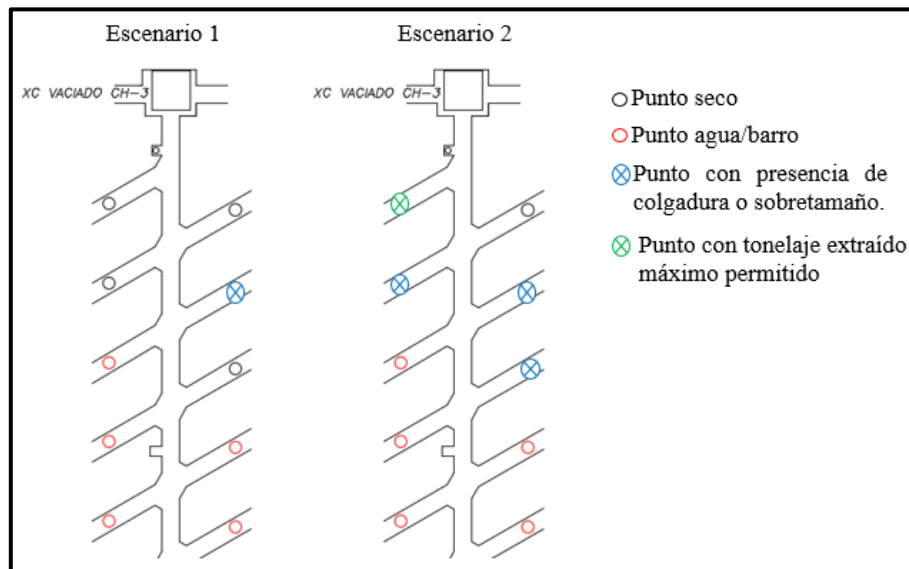 Escenario 1
Escenario 2
XC VACIADO CH-3
XC VACIADO CH-3
Punto seco
Punto agua/barro
Punto con presencia de
colgadura o sobretamaño.
Punto con tonelaje extraído
máximo permitido